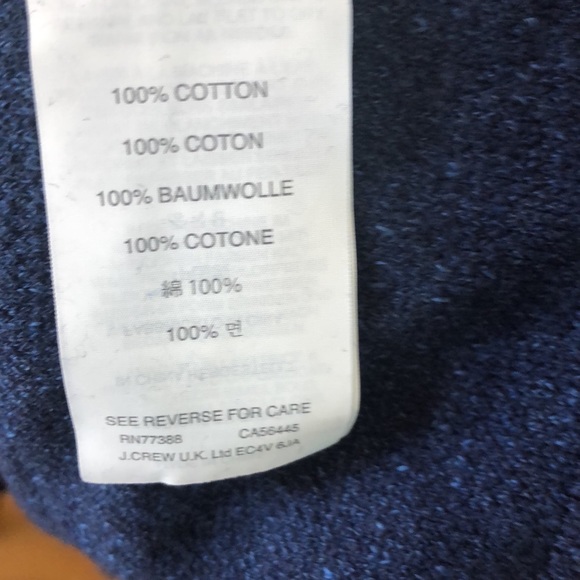 100% COTTON
100% COTON
100% BAUMWOLLE
100% COTONE
綿 100%
100% 면
SEE REVERSE FOR CARE
RN77388 CA56445
J.CREW U.K. Ltd EC4V 6JA